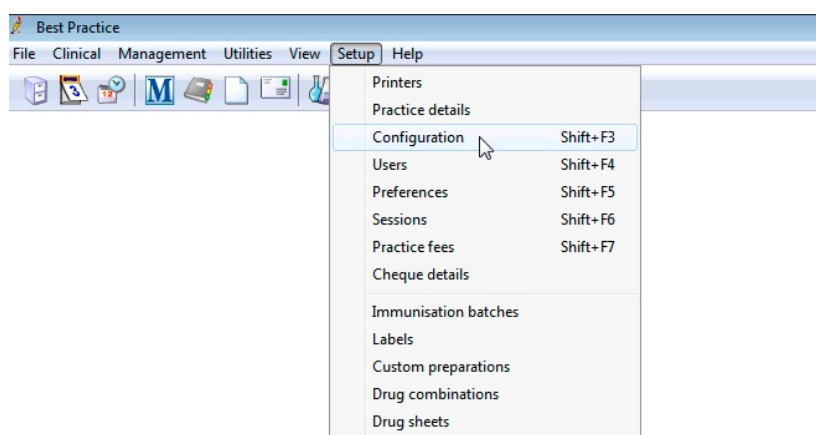 Best Practice
File Clinical Management Utilities View Setup Help
3 12 M
Printers
Practice details
Configuration Shift+F3
Users Shift+F4
Preferences Shift+F5
Sessions Shift+F6
Practice fees Shift+F7
Cheque details
Immunisation batches
Labels
Custom preparations
Drug combinations
Drug sheets